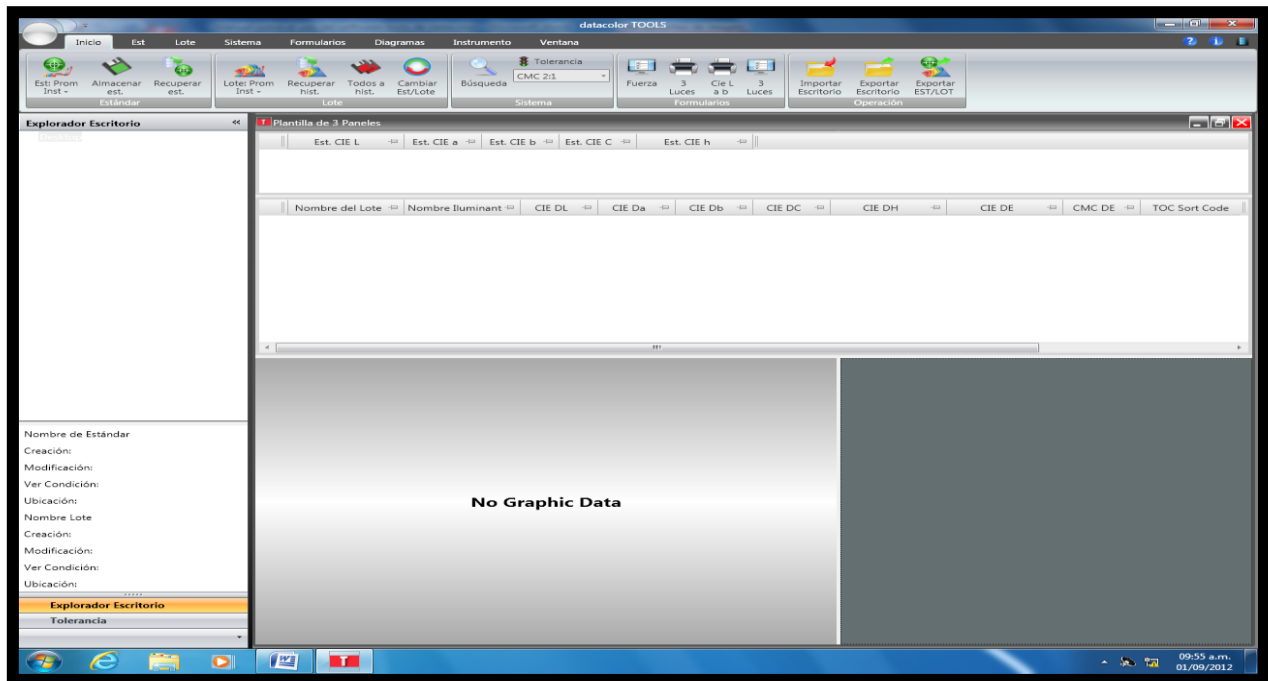 datacolor TOOLS
Inicio Est Lote Sistema Formularios Diagramas Instrumento Ventana
Est: Prom Inst - Almacenar est. Recuperar est.
Estándar
Lote: Prom Inst - Recuperar hist. Todos a hist. Cambiar Est/Lote
Lote
Búsqueda Tolerancia
CMC 2:1
Sistema
Fuerza 3 Luces Cie L a b 3 Luces
Formularios
Importar Escritorio Exportar Escritorio Exportar EST/LOT
Operación
Explorador Escritorio
Plantilla de 3 Paneles
Est. CIE L Est. CIE a Est. CIE b Est. CIE C Est. CIE h
Nombre del Lote Nombre Iluminant CIE DL CIE Da CIE Db CIE DC CIE DH CIE DE CMC DE TOC Sort Code
No Graphic Data
Nombre de Estándar
Creación:
Modificación:
Ver Condición:
Ubicación:
Nombre Lote
Creación:
Modificación:
Ver Condición:
Ubicación:
Explorador Escritorio
Tolerancia
09:55 a.m.
01/09/2012